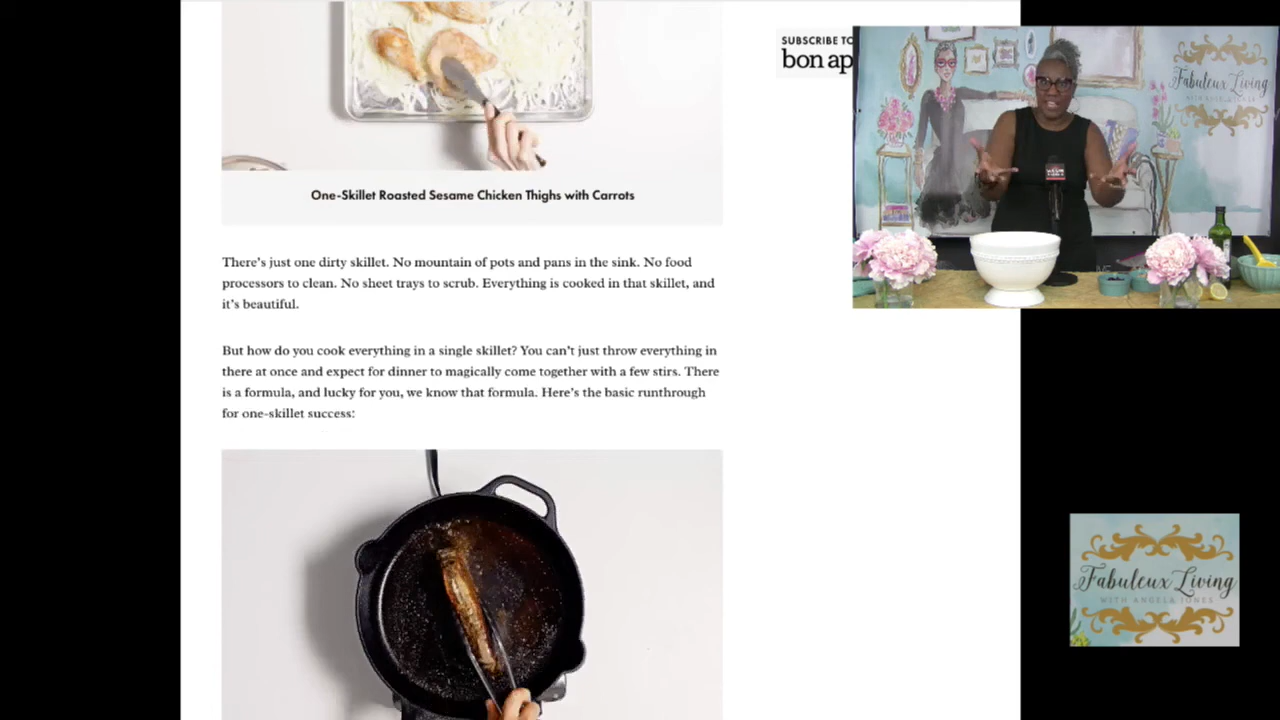 SUBSCRIBE TO
bon ap
Fabuleux Living
One-Skillet Roasted Sesame Chicken Thighs with Carrots
There's just one dirty skillet. No mountain of pots and pans in the sink. No food
processors to clean. No sheet trays to scrub. Everything is cooked in that skillet, and
it's beautiful.
But how do you cook everything in a single skillet? You can't just throw everything in
there at once and expect for dinner to magically come together with a few stirs. There
is a formula, and lucky for you, we know that formula. Here's the basic runthrough
for one-skillet success:
Fabuleux Living
WITH ANGELA JONES